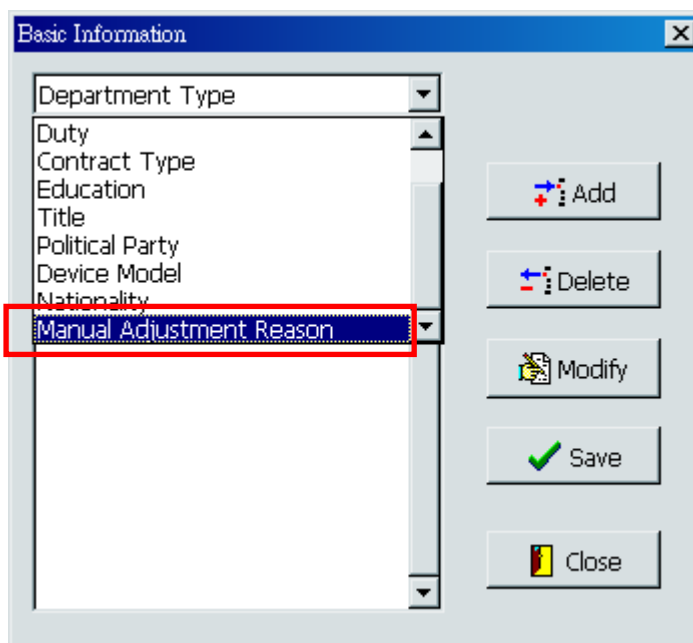 Basic Information
Department Type
Duty
Contract Type
Education
Title
Political Party
Device Model
Nationality
Manual Adjustment Reason
Add
Delete
Modify
Save
Close